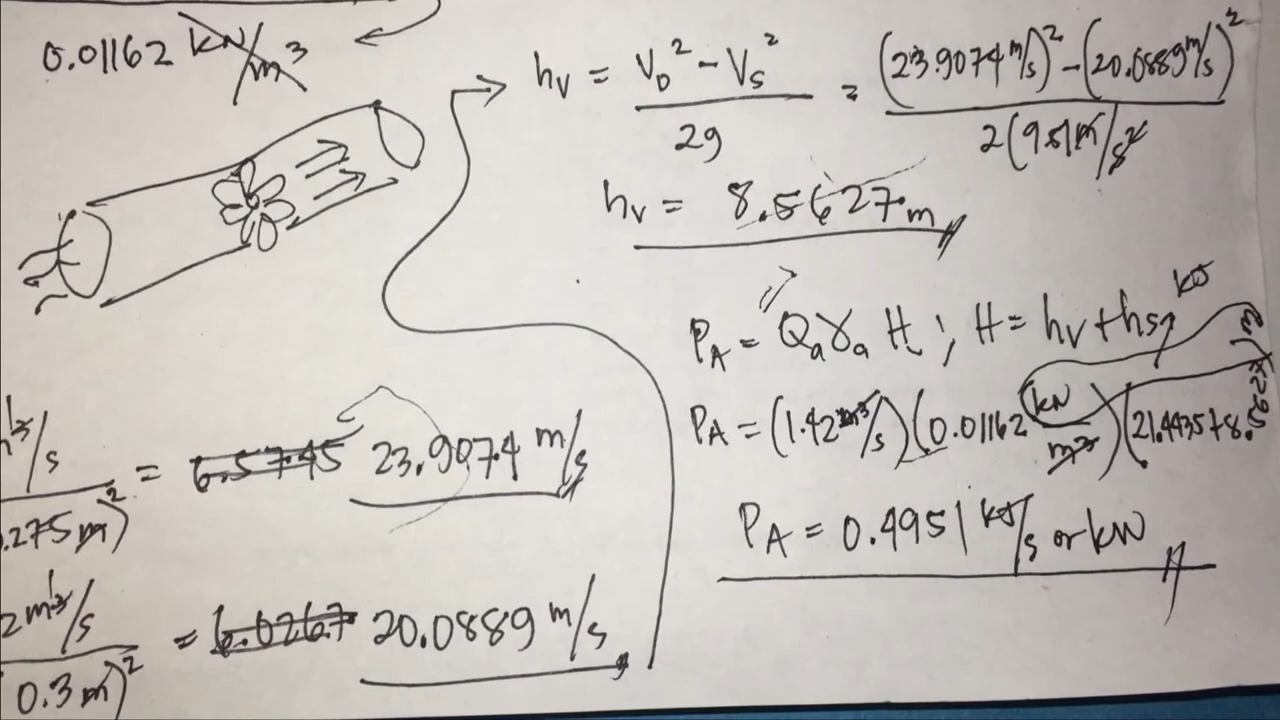 0.01162 kN/m³
hv = VD² - VS² / 2g = (23.9074 m/s)² - (20.0889 m/s)² / 2(9.81 m/s²)
hv = 8.5627 m
PA = Qa γa H ; H = hv + hs
kJ
PA = (1.42 m³/s)(0.01162 kN/m³)(21.4435+8.5627)m
/s / .275 m)² = 6.5745 23.9074 m/s
PA = 0.4951 kJ/s or kW
2 m³/s / 0.3 m)² = 6.0267 20.0889 m/s